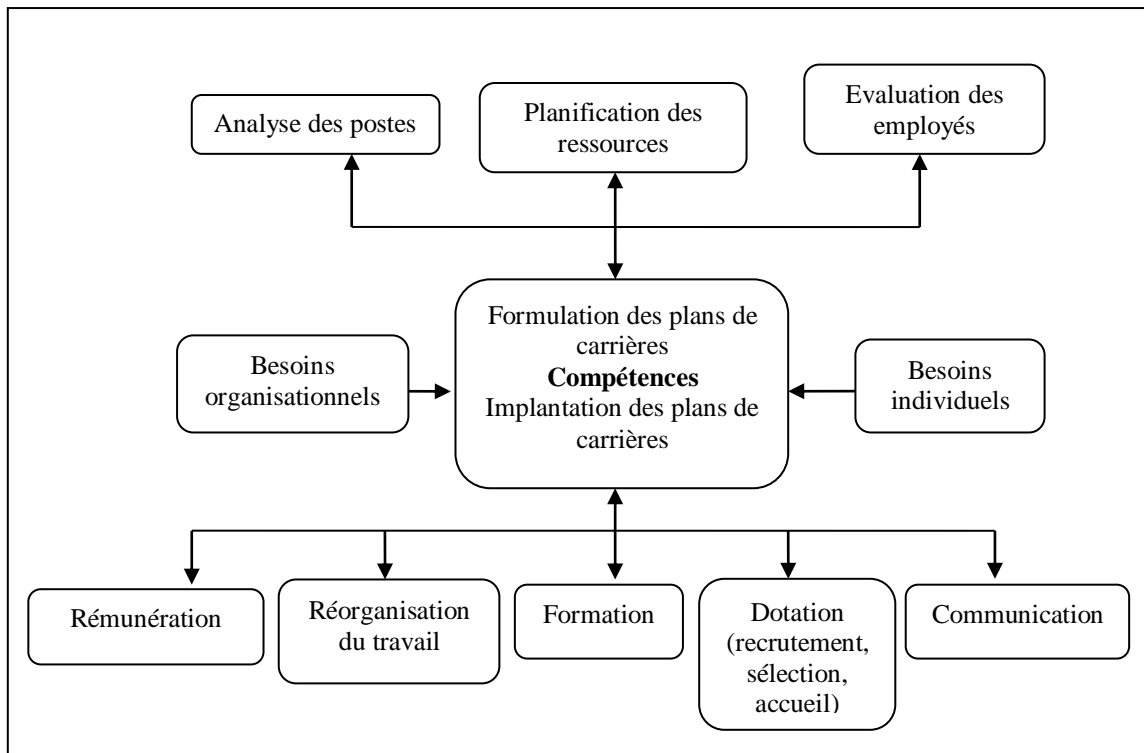 Analyse des postes
Planification des
ressources
Evaluation des
employés
Formulation des plans de
carrières
Compétences
Implantation des plans de
carrières
Besoins
organisationnels
Besoins
individuels
Rémunération
Réorganisation
du travail
Formation
Dotation
(recrutement,
sélection,
accueil)
Communication